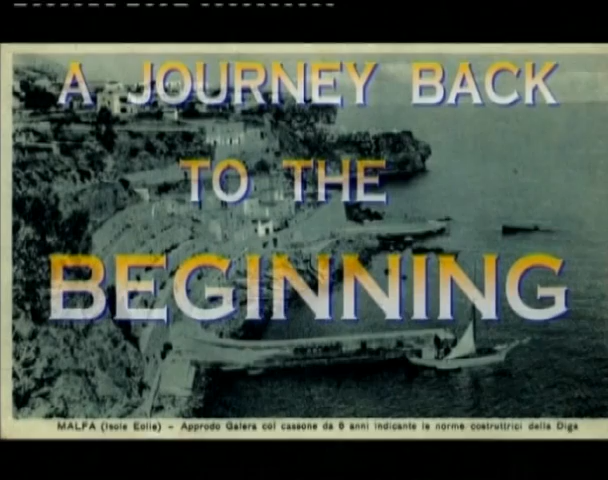 A JOURNEY BACK
TO THE
BEGINNING
MALFA (Isole Eolie) - Approdo Galera col cassone da 6 anni indicante le norme costruttrici della Diga